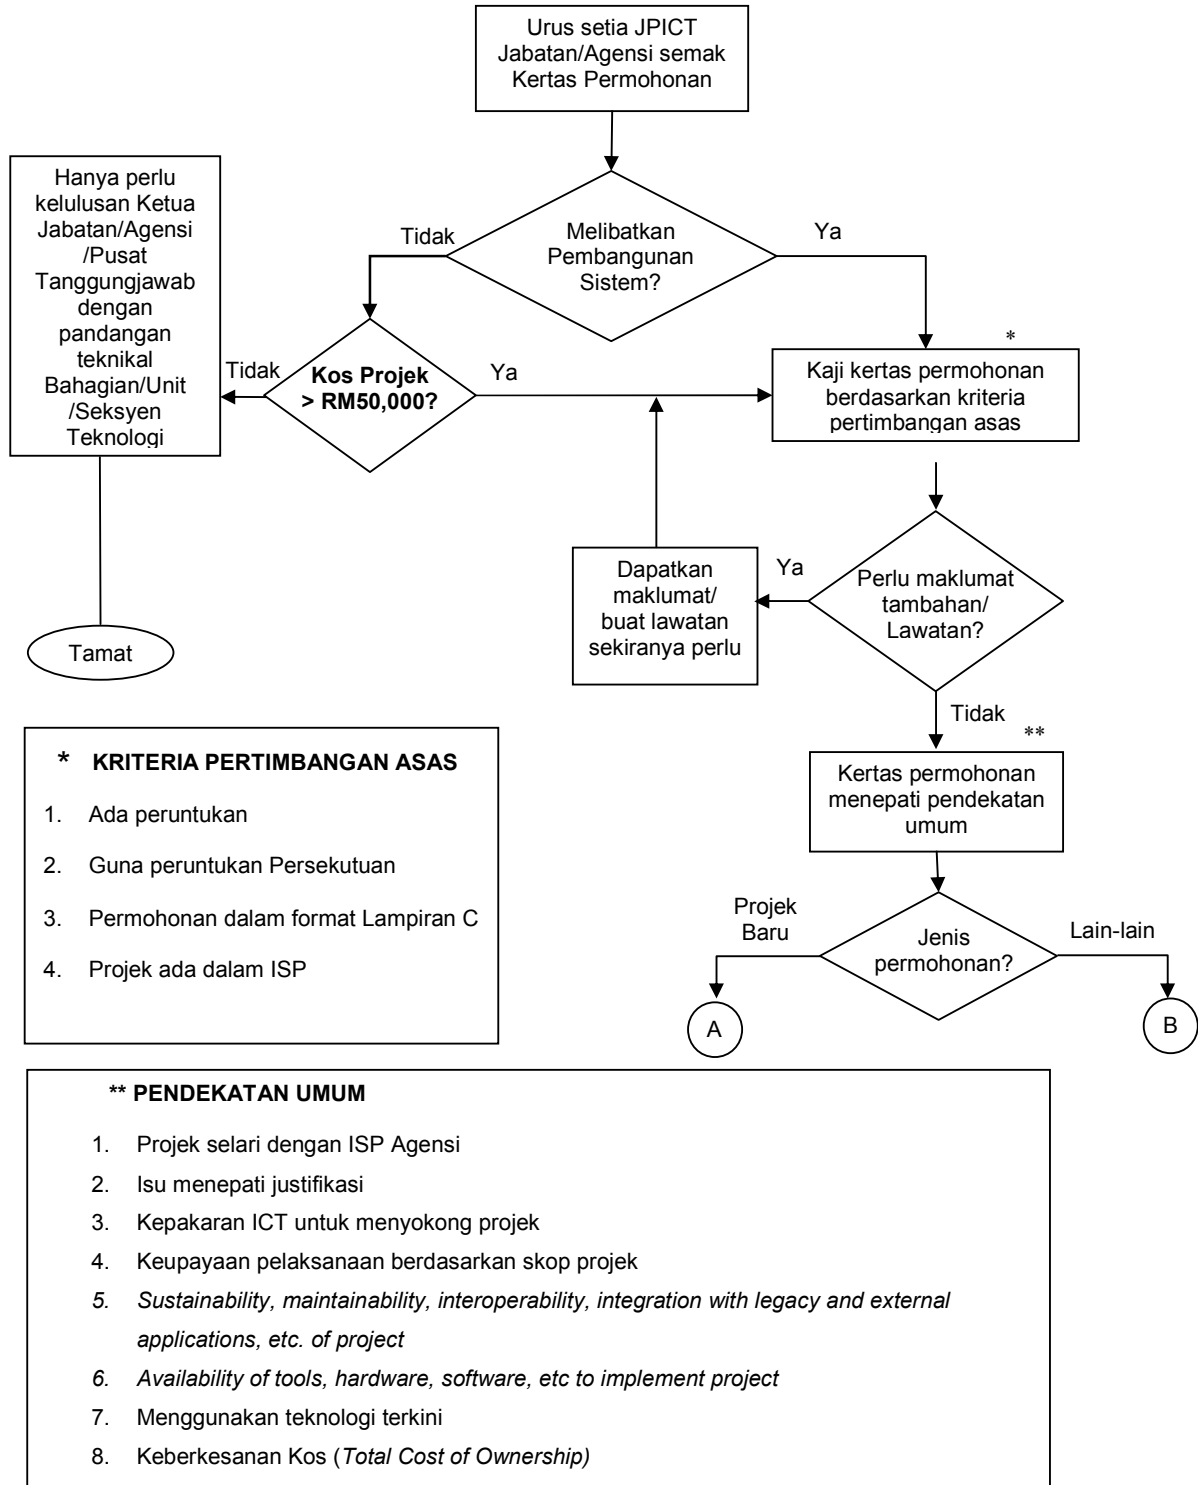 Urus setia JPICT
Jabatan/Agensi semak
Kertas Permohonan
Hanya perlu
kelulusan Ketua
Jabatan/Agensi
/Pusat
Tanggungjawab
dengan
pandangan
teknikal
Bahagian/Unit
/Seksyen
Teknologi
Tidak
Melibatkan
Pembangunan
Sistem?
Ya
Tidak
Kos Projek
> RM50,000?
Ya
*
Kaji kertas permohonan
berdasarkan kriteria
pertimbangan asas
Dapatkan
maklumat/
buat lawatan
sekiranya perlu
Ya
Perlu maklumat
tambahan/
Lawatan?
Tamat
Tidak
**
Kertas permohonan
menepati pendekatan
umum
* KRITERIA PERTIMBANGAN ASAS
1. Ada peruntukan
2. Guna peruntukan Persekutuan
3. Permohonan dalam format Lampiran C
4. Projek ada dalam ISP
Projek
Baru
Jenis
permohonan?
Lain-lain
A
B
** PENDEKATAN UMUM
1. Projek selari dengan ISP Agensi
2. Isu menepati justifikasi
3. Kepakaran ICT untuk menyokong projek
4. Keupayaan pelaksanaan berdasarkan skop projek
5. Sustainability, maintainability, interoperability, integration with legacy and external
applications, etc. of project
6. Availability of tools, hardware, software, etc to implement project
7. Menggunakan teknologi terkini
8. Keberkesanan Kos (Total Cost of Ownership)